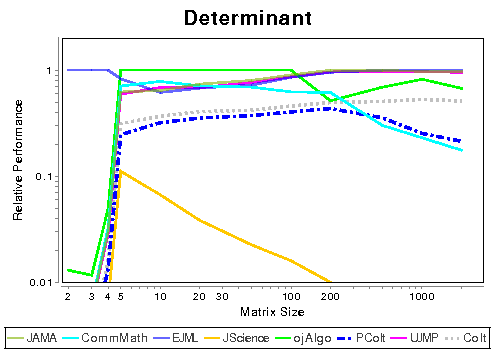 Determinant
Relative Performance
1
0.1
0.01
2 3 4 5 10 20 30 100 200 1000
Matrix Size
JAMA CommMath EJML JScience ojAlgo PColt UJMP Colt